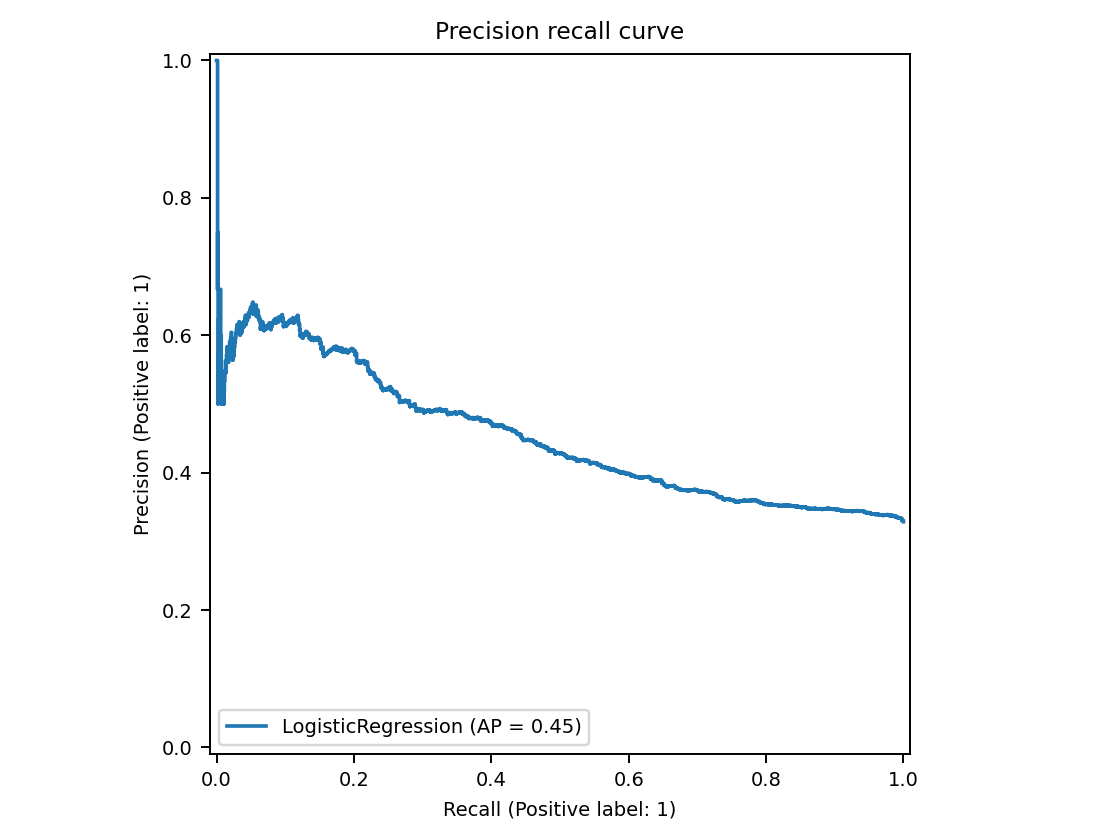 Precision recall curve
1.0
0.8
0.6
0.4
0.2
0.0
Precision (Positive label: 1)
LogisticRegression (AP = 0.45)
0.0 0.2 0.4 0.6 0.8 1.0
Recall (Positive label: 1)